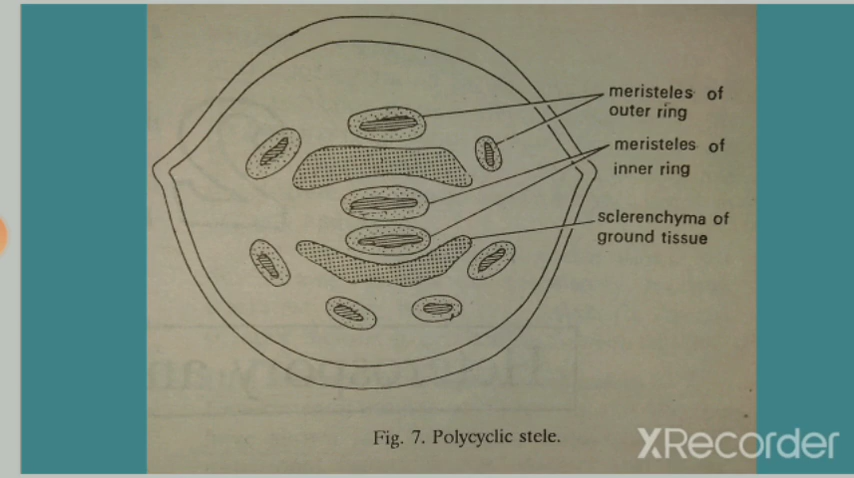 meristeles of
outer ring
meristeles of
inner ring
sclerenchyma of
ground tissue
Fig. 7. Polycyclic stele.
XRecorder